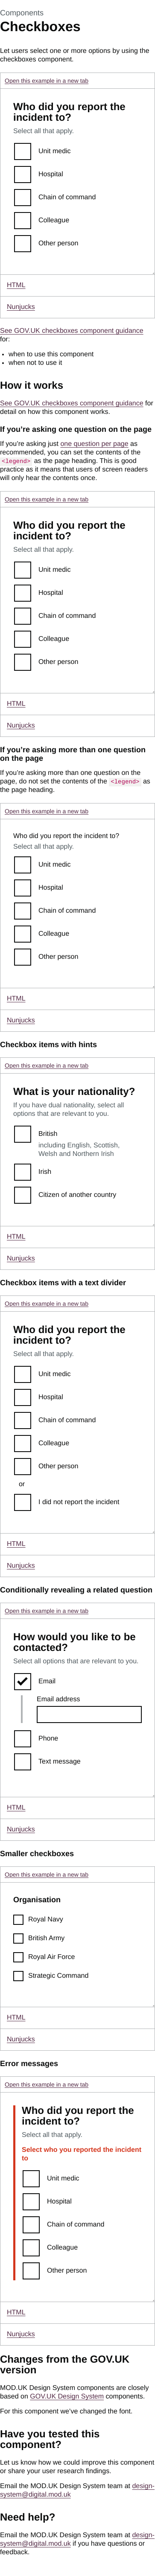 Components
Checkboxes
Let users select one or more options by using the
checkboxes component.
Open this example in a new tab
Who did you report the
incident to?
Select all that apply.
Unit medic
Hospital
Chain of command
Colleague
Other person
HTML
Nunjucks
See GOV.UK checkboxes component guidance
for:
• when to use this component
• when not to use it
How it works
See GOV.UK checkboxes component guidance for
detail on how this component works.
If you're asking one question on the page
If you're asking just one question per page as
recommended, you can set the contents of the
<legend> as the page heading. This is good
practice as it means that users of screen readers
will only hear the contents once.
Open this example in a new tab
Who did you report the
incident to?
Select all that apply.
Unit medic
Hospital
Chain of command
Colleague
Other person
HTML
Nunjucks
If you're asking more than one question
on the page
If you're asking more than one question on the
page, do not set the contents of the <legend> as
the page heading.
Open this example in a new tab
Who did you report the incident to?
Select all that apply.
Unit medic
Hospital
Chain of command
Colleague
Other person
HTML
Nunjucks
Checkbox items with hints
Open this example in a new tab
What is your nationality?
If you have dual nationality, select all
options that are relevant to you.
British
including English, Scottish,
Welsh and Northern Irish
Irish
Citizen of another country
HTML
Nunjucks
Checkbox items with a text divider
Open this example in a new tab
Who did you report the
incident to?
Select all that apply.
Unit medic
Hospital
Chain of command
Colleague
Other person
or
I did not report the incident
HTML
Nunjucks
Conditionally revealing a related question
Open this example in a new tab
How would you like to be
contacted?
Select all options that are relevant to you.
Email
Email address
Phone
Text message
HTML
Nunjucks
Smaller checkboxes
Open this example in a new tab
Organisation
Royal Navy
British Army
Royal Air Force
Strategic Command
HTML
Nunjucks
Error messages
Open this example in a new tab
Who did you report the
incident to?
Select all that apply.
Select who you reported the incident
to
Unit medic
Hospital
Chain of command
Colleague
Other person
HTML
Nunjucks
Changes from the GOV.UK
version
MOD.UK Design System components are closely
based on GOV.UK Design System components.
For this component we've changed the font.
Have you tested this
component?
Let us know how we could improve this component
or share your research findings.
Email the MOD.UK Design System team at design-
system@digital.mod.uk
Need help?
Email the MOD.UK Design System team at design-
system@digital.mod.uk if you have questions or
feedback.